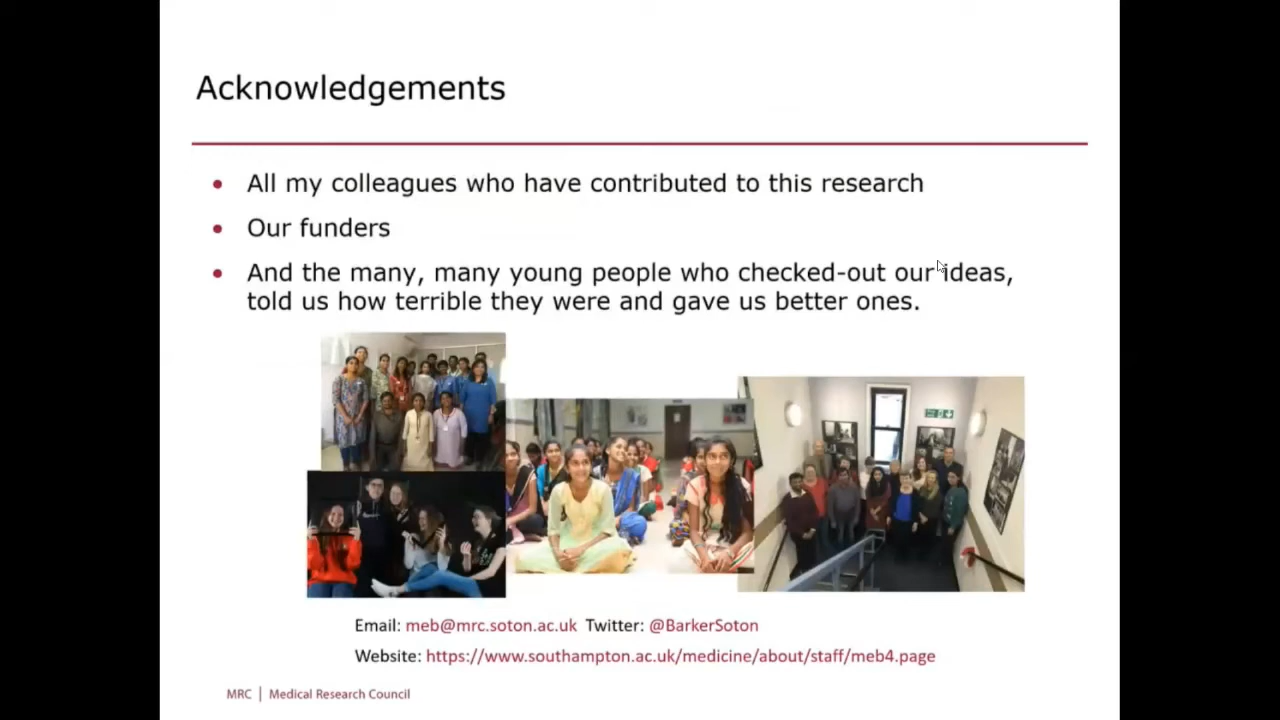 Acknowledgements
• All my colleagues who have contributed to this research
• Our funders
• And the many, many young people who checked-out our ideas,
told us how terrible they were and gave us better ones.
Email: meb@mrc.soton.ac.uk Twitter: @BarkerSoton
Website: https://www.southampton.ac.uk/medicine/about/staff/meb4.page
MRC | Medical Research Council